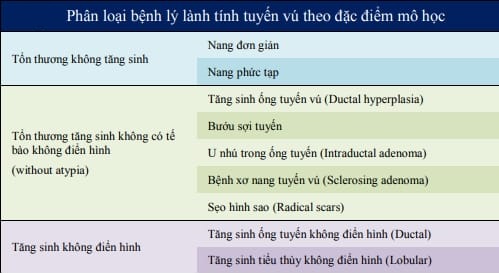 Phân loại bệnh lý lành tính tuyến vú theo đặc điểm mô học
Tổn thương không tăng sinh
Nang đơn giản
Nang phức tạp
Tổn thương tăng sinh không có tế
bào không điển hình
(without atypia)
Tăng sinh ống tuyến vú (Ductal hyperplasia)
Bướu sợi tuyến
U nhú trong ống tuyến (Intraductal adenoma)
Bệnh xơ nang tuyến vú (Sclerosing adenoma)
Sẹo hình sao (Radical scars)
Tăng sinh không điển hình
Tăng sinh ống tuyến không điển hình (Ductal)
Tăng sinh tiểu thùy không điển hình (Lobular)